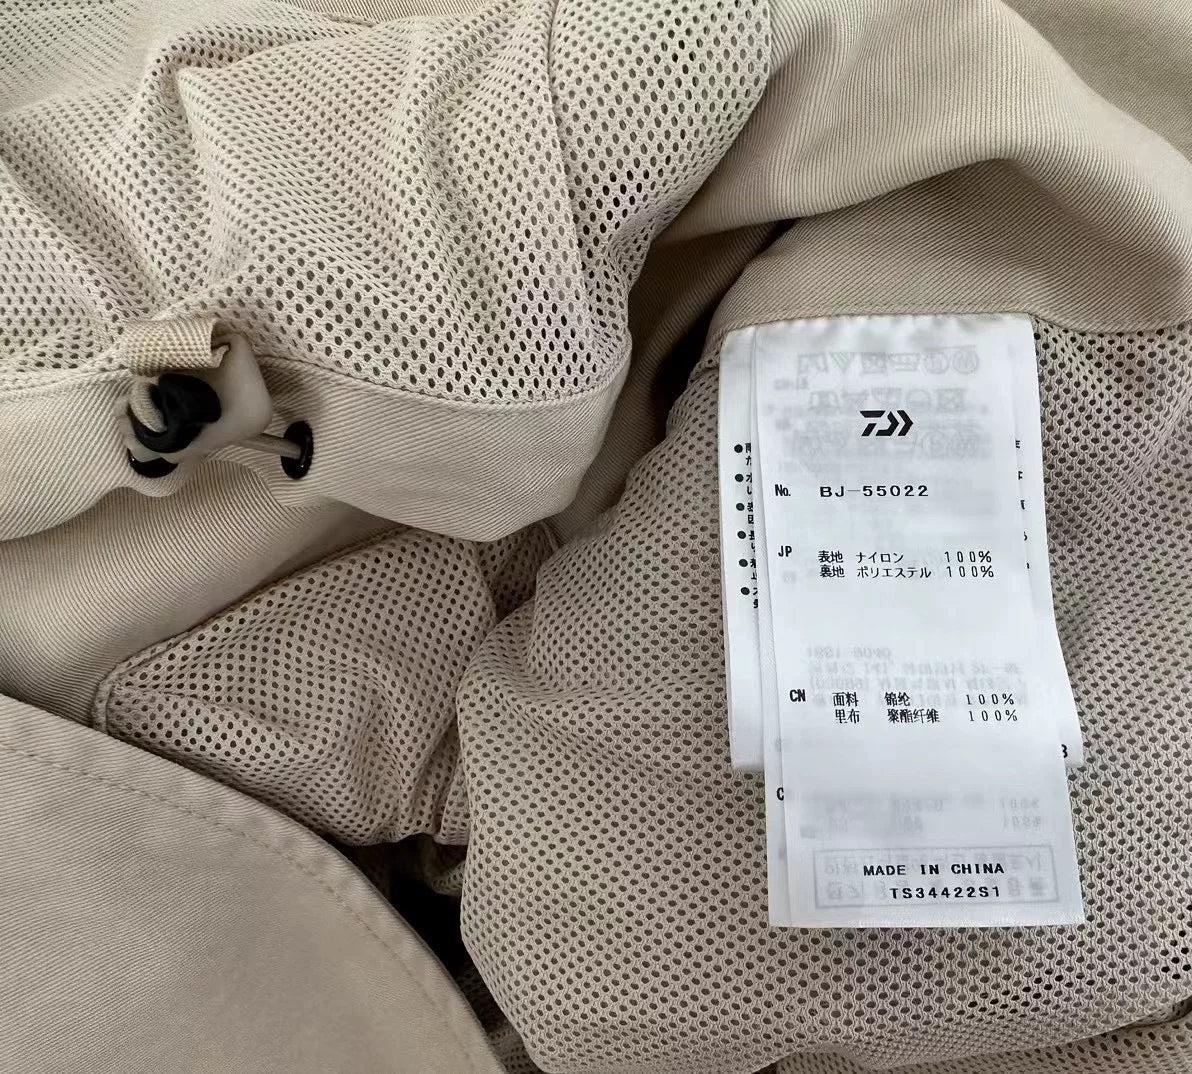 No. BJ-55022
JP 表地 ナイロン 100%
裏地 ポリエステル 100%
CN 面料 锦纶 100%
里布 聚酯纤维 100%
MADE IN CHINA
TS34422S1